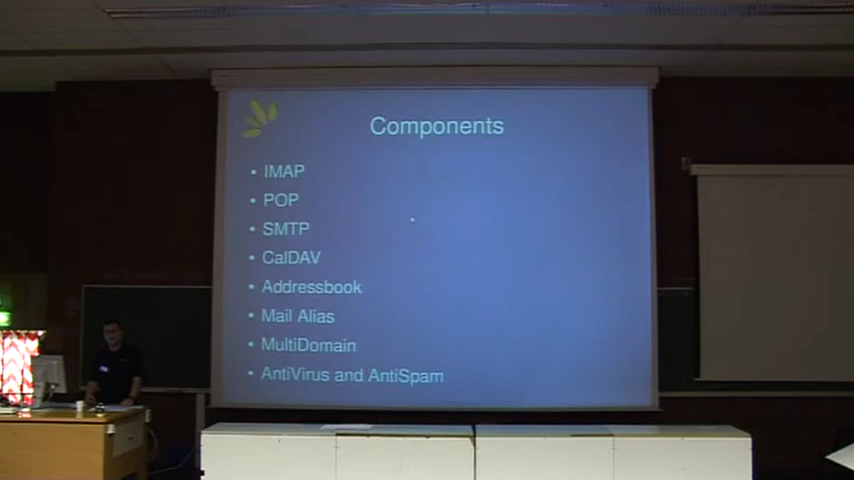 Components
• IMAP
• POP
• SMTP
• CalDAV
• Addressbook
• Mail Alias
• MultiDomain
• AntiVirus and AntiSpam